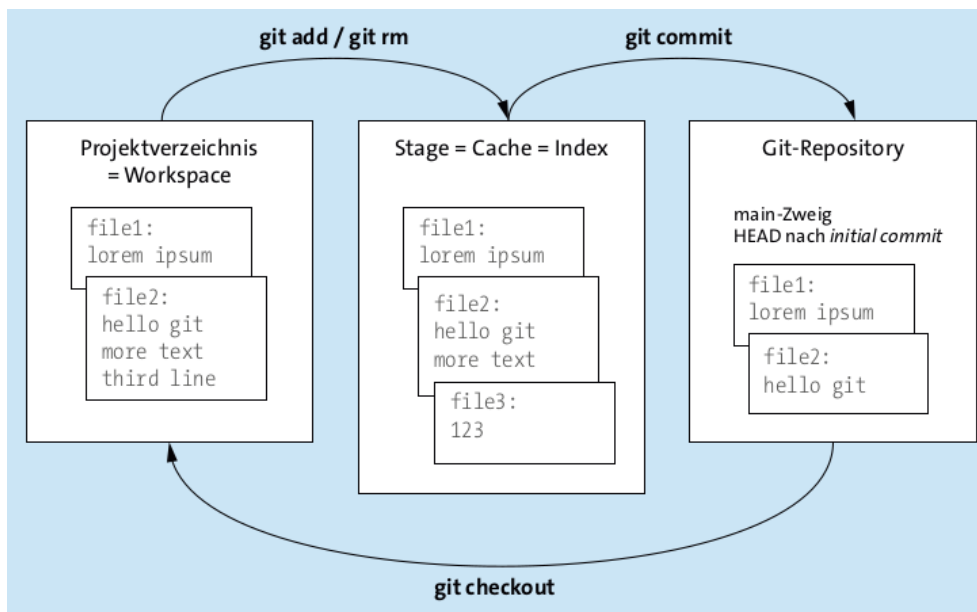 git add / git rm
git commit
Projektverzeichnis
= Workspace
file1:
lorem ipsum
file2:
hello git
more text
third line
Stage = Cache = Index
file1:
lorem ipsum
file2:
hello git
more text
file3:
123
Git-Repository
main-Zweig
HEAD nach initial commit
file1:
lorem ipsum
file2:
hello git
git checkout